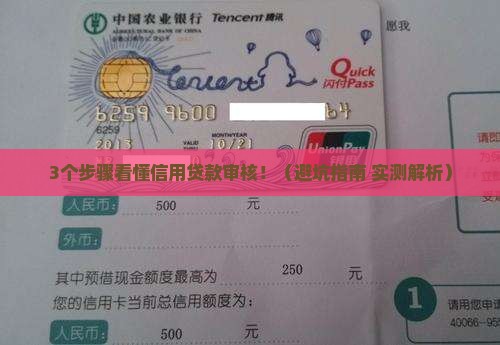 中国农业银行
AGRICULTURAL BANK OF CHINA
Tencent腾讯
愿我
Tencent
Quick
闪付Pass
6259 9600 64
6259
MONTH/YEAR
2013 VALID 10/21
UnionPay
3个步骤看懂信用贷款审核！（避坑指南 实测解析）
人民币： 500 元
外币：
其中预借现金额度最高为 250 元
您的信用卡当前总信用额度为：
人民币： 500 元
1
请用您申请
40066-95